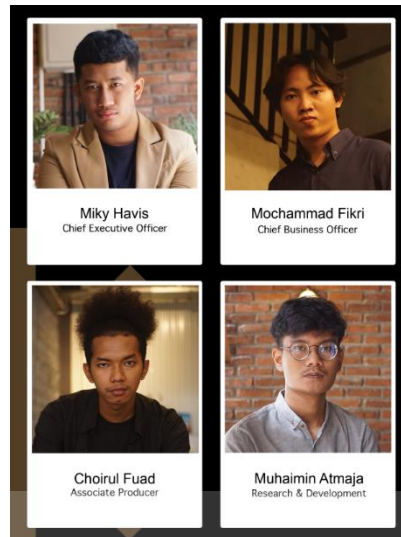 Miky Havis
Chief Executive Officer
Mochammad Fikri
Chief Business Officer
Choirul Fuad
Associate Producer
Muhaimin Atmaja
Research & Development